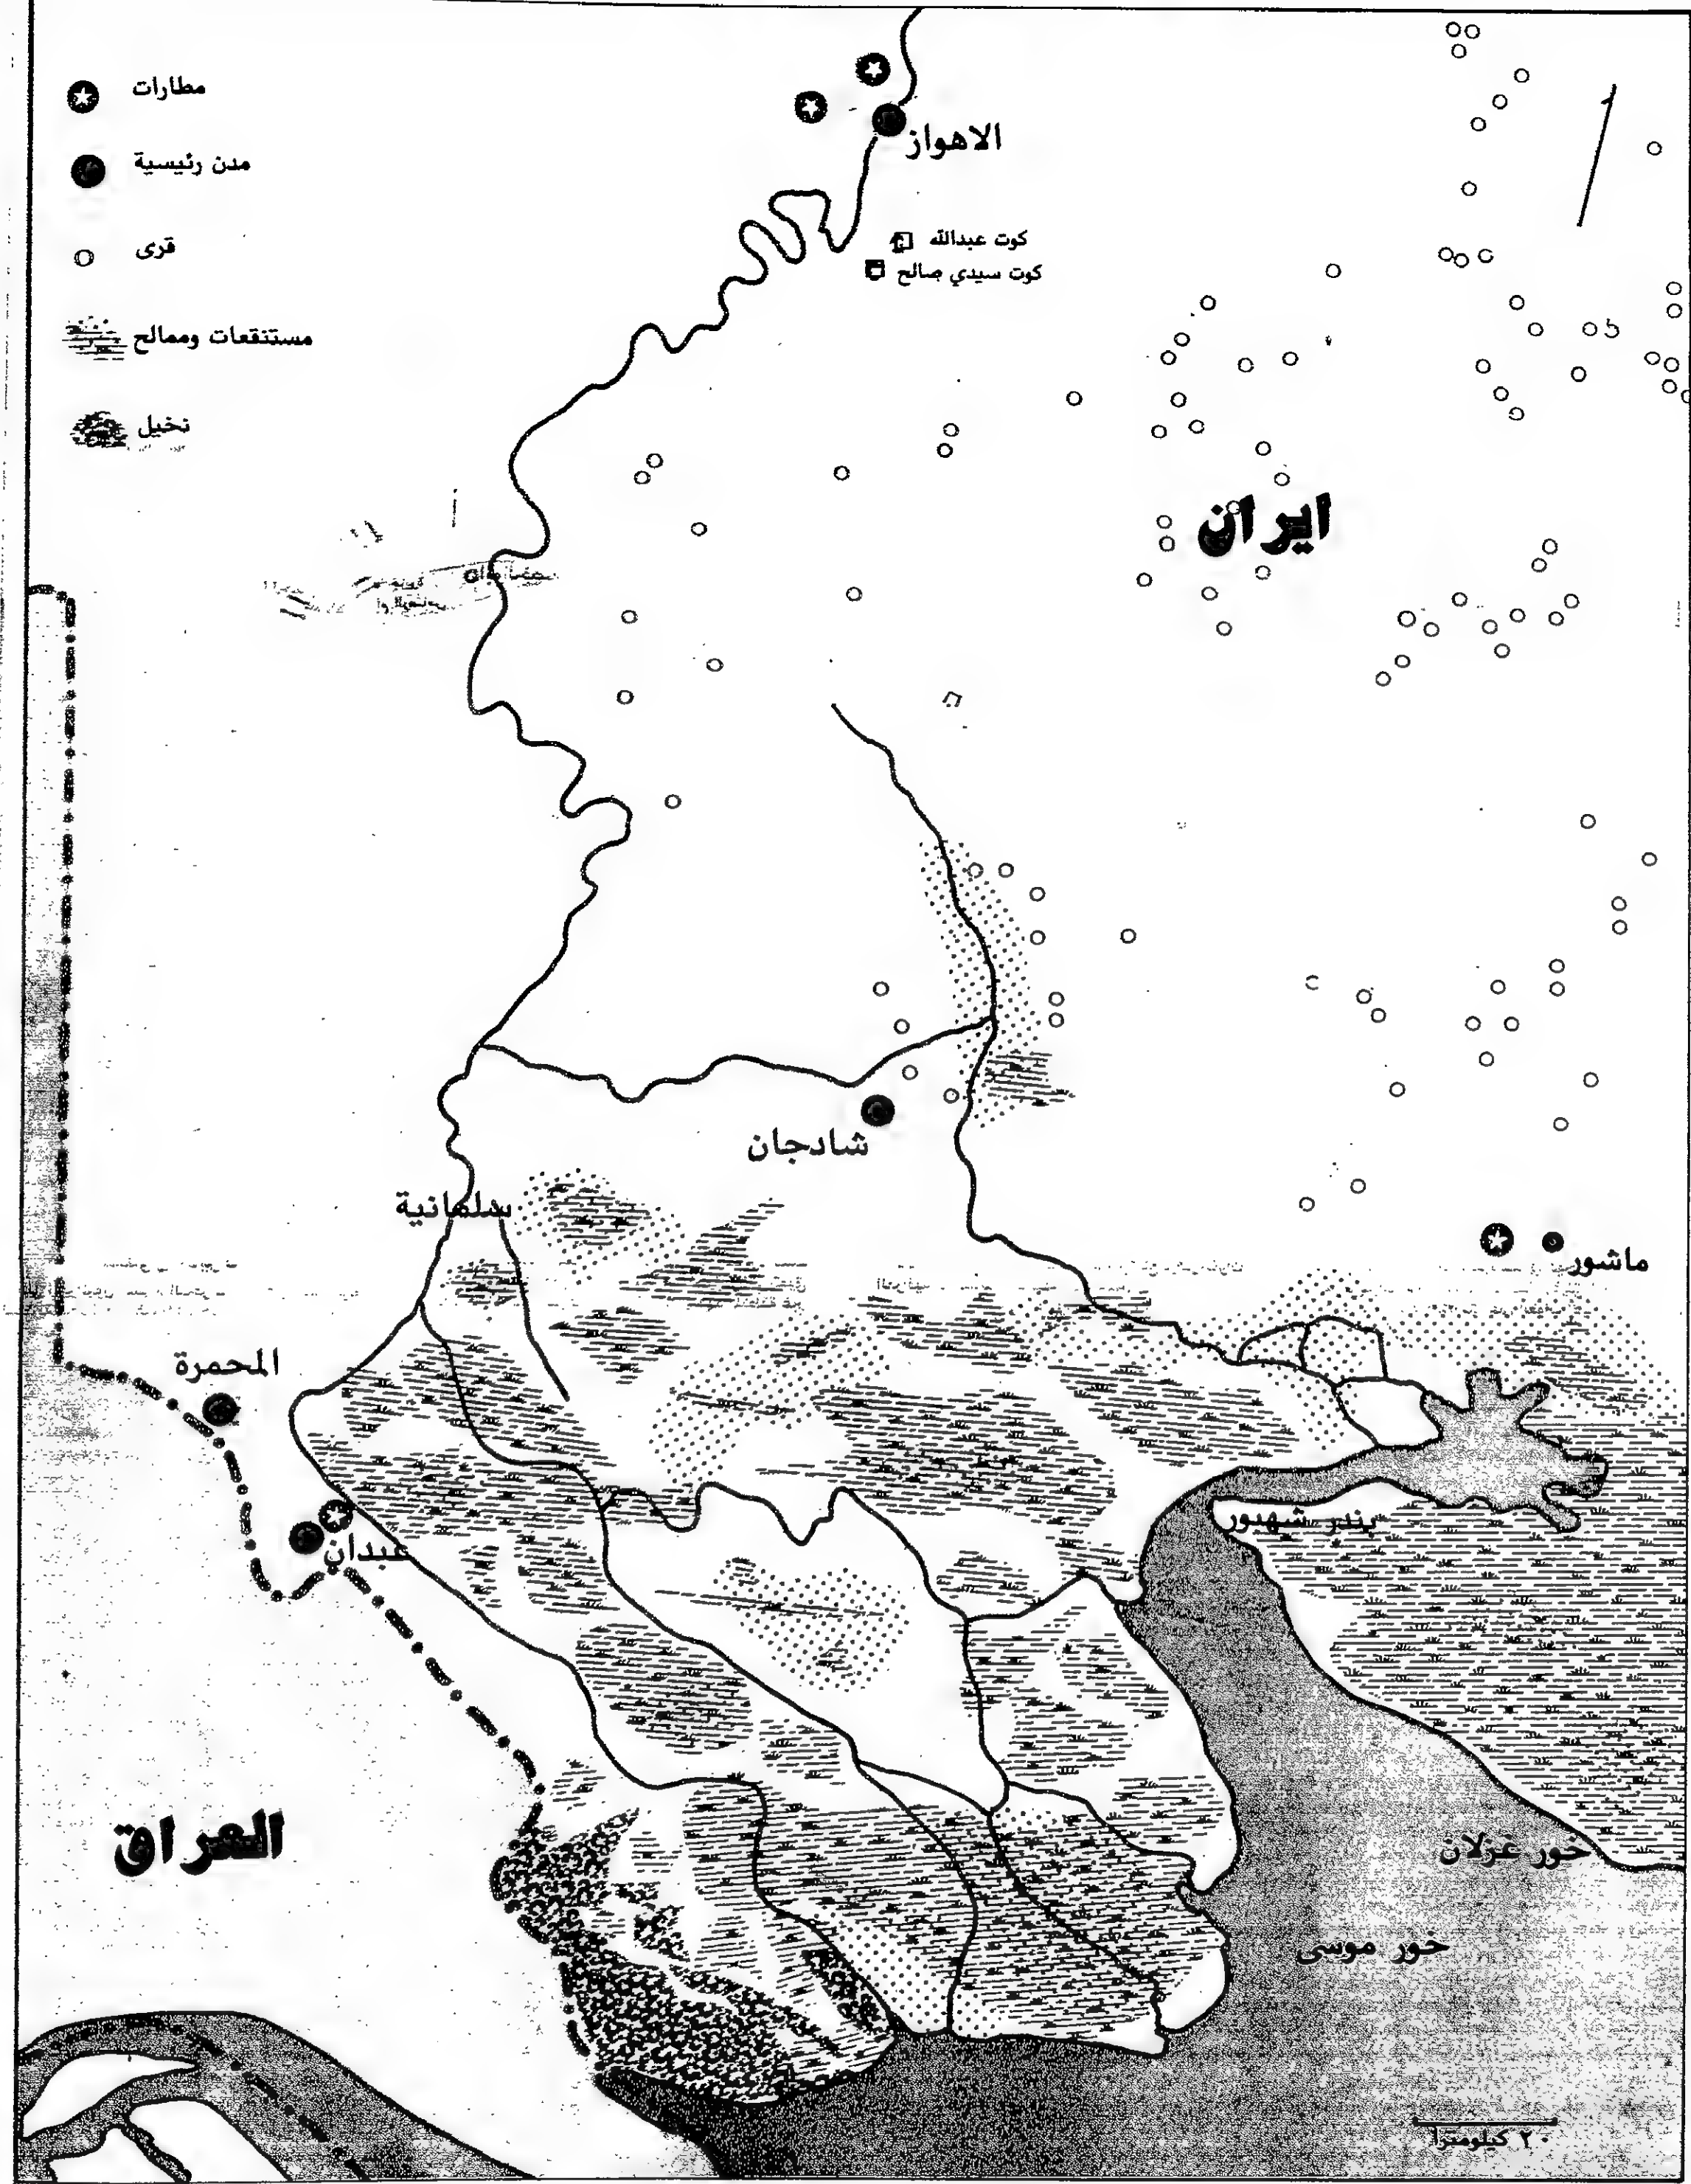 مطارات
مدن رئيسية
قرى
مستنقعات وممالح
نخيل
الاهواز
كوت عبدالله
كوت سيدي صالح
ايران
شادجان
سلمانية
ماشور
المحمرة
عبدان
بندر شهبور
العراق
خور غزلان
خور موسى
٢٠ كيلومترا